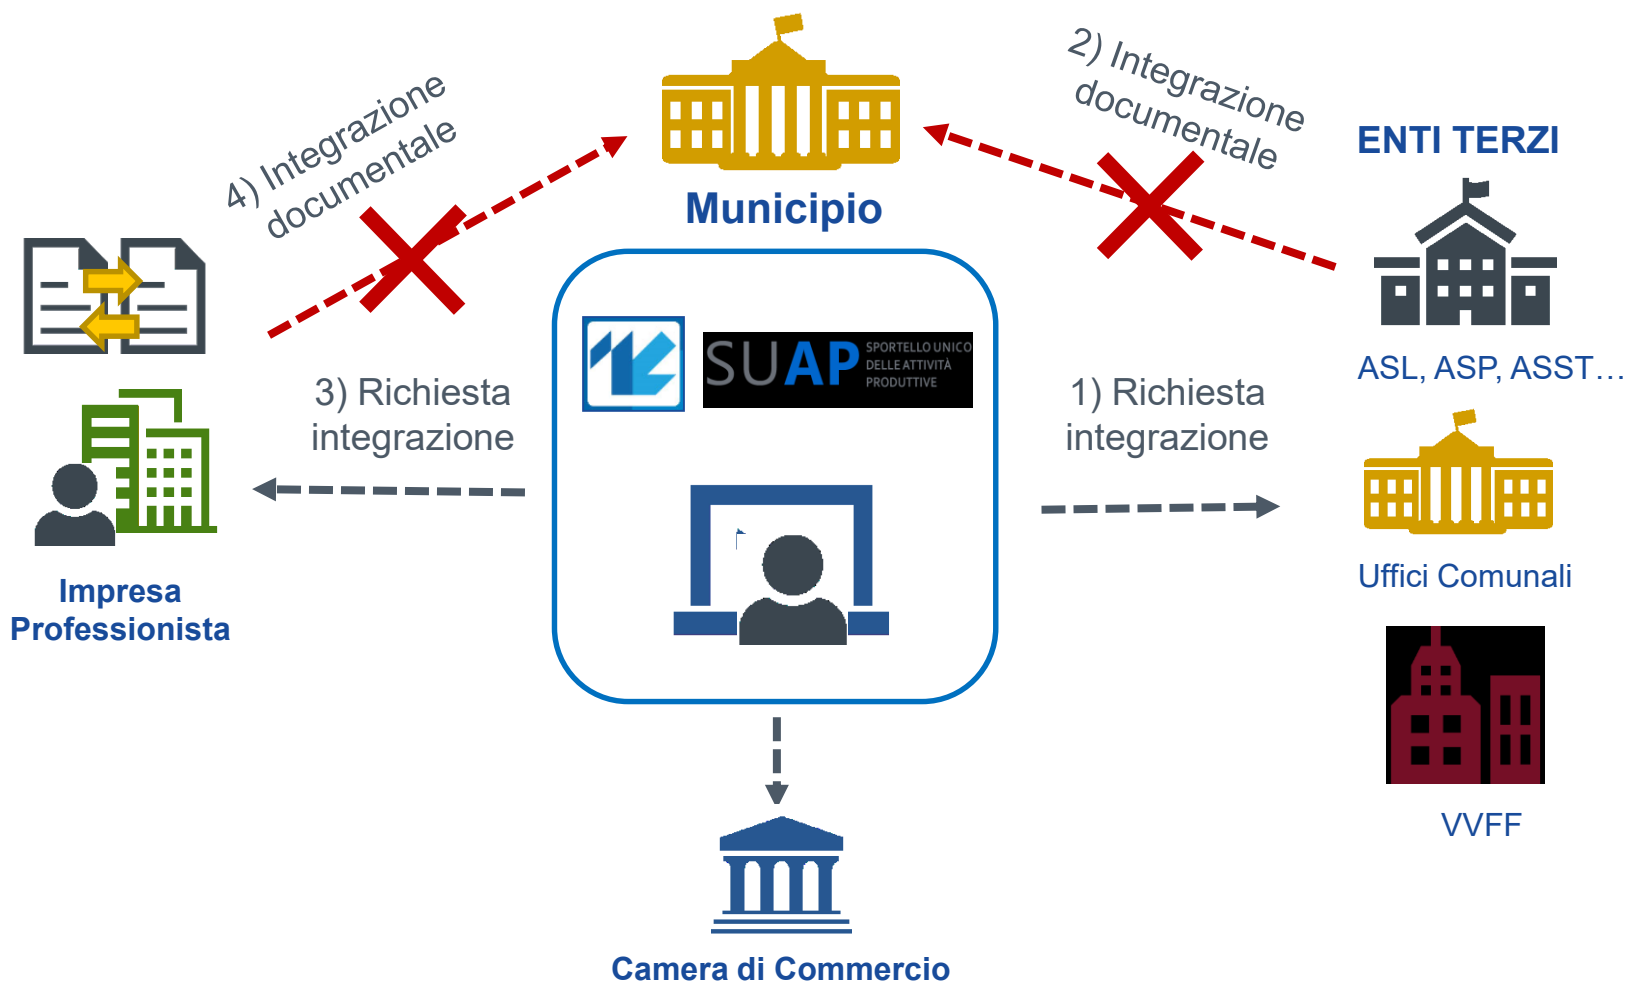 4) Integrazione
documentale
2) Integrazione
documentale
ENTI TERZI
Municipio
SUAP
SPORTELLO UNICO
DELLE ATTIVITÀ
PRODUTTIVE
ASL, ASP, ASST…
3) Richiesta
integrazione
1) Richiesta
integrazione
Uffici Comunali
Impresa
Professionista
VVFF
Camera di Commercio